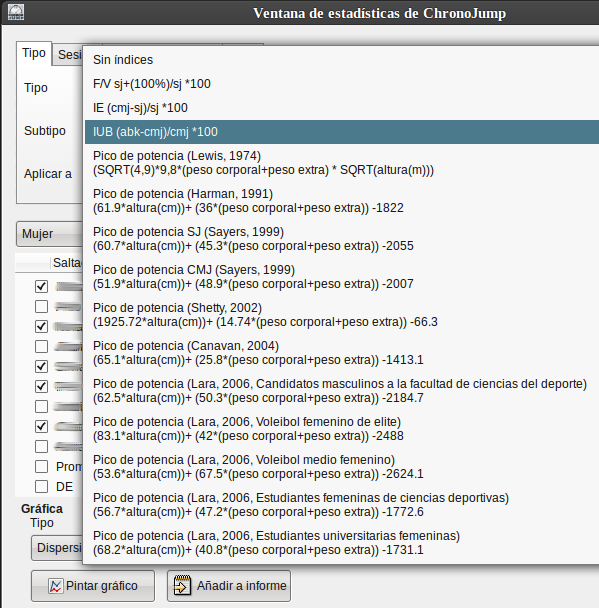 Ventana de estadísticas de ChronoJump
Tipo
Sesi
Tipo
Subtipo
Aplicar a
Mujer
Salta
Prom
DE
Gráfica
Tipo
Dispersi
Sin índices
F/V sj+(100%)/sj *100
IE (cmj-sj)/sj *100
IUB (abk-cmj)/cmj *100
Pico de potencia (Lewis, 1974)
(SQRT(4,9)*9,8*(peso corporal+peso extra) * SQRT(altura(m)))
Pico de potencia (Harman, 1991)
(61.9*altura(cm))+ (36*(peso corporal+peso extra)) -1822
Pico de potencia SJ (Sayers, 1999)
(60.7*altura(cm))+ (45.3*(peso corporal+peso extra)) -2055
Pico de potencia CMJ (Sayers, 1999)
(51.9*altura(cm))+ (48.9*(peso corporal+peso extra)) -2007
Pico de potencia (Shetty, 2002)
(1925.72*altura(cm))+ (14.74*(peso corporal+peso extra)) -66.3
Pico de potencia (Canavan, 2004)
(65.1*altura(cm))+ (25.8*(peso corporal+peso extra)) -1413.1
Pico de potencia (Lara, 2006, Candidatos masculinos a la facultad de ciencias del deporte)
(62.5*altura(cm))+ (50.3*(peso corporal+peso extra)) -2184.7
Pico de potencia (Lara, 2006, Voleibol femenino de elite)
(83.1*altura(cm))+ (42*(peso corporal+peso extra)) -2488
Pico de potencia (Lara, 2006, Voleibol medio femenino)
(53.6*altura(cm))+ (67.5*(peso corporal+peso extra)) -2624.1
Pico de potencia (Lara, 2006, Estudiantes femeninas de ciencias deportivas)
(56.7*altura(cm))+ (47.2*(peso corporal+peso extra)) -1772.6
Pico de potencia (Lara, 2006, Estudiantes universitarias femeninas)
(68.2*altura(cm))+ (40.8*(peso corporal+peso extra)) -1731.1
Pintar gráfico
Añadir a informe